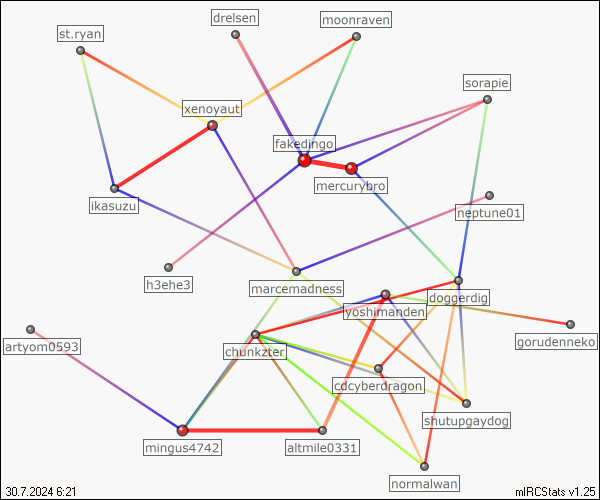 drelsen
moonraven
st.ryan
sorapie
xenoyaut
fakedingo
mercurybro
ikasuzu
neptune01
h3ehe3
marcemadness
doggerdig
yoshimanden
gorudenneko
artyom0593
chunkzter
cdcyberdragon
shutupgaydog
mingus4742
altmile0331
normalwan
30.7.2024 6:21
mIRCStats v1.25